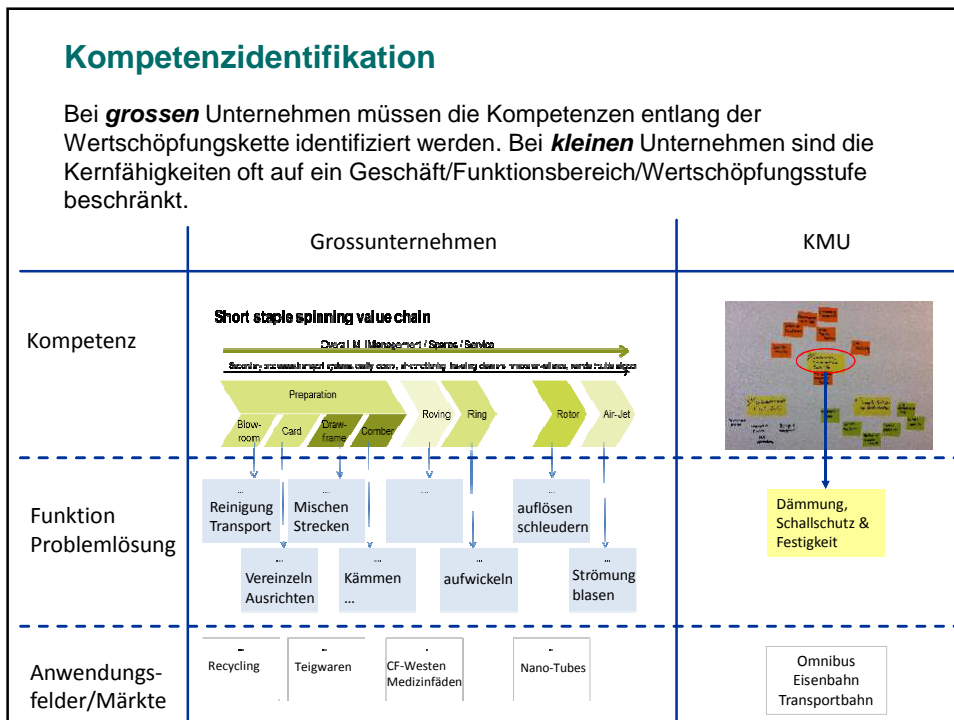 Kompetenzidentifikation
Bei grossen Unternehmen müssen die Kompetenzen entlang der
Wertschöpfungskette identifiziert werden. Bei kleinen Unternehmen sind die
Kernfähigkeiten oft auf ein Geschäft/Funktionsbereich/Wertschöpfungsstufe
beschränkt.
Grossunternehmen
KMU
Kompetenz
Short staple spinning value chain
Management / Spares / Service
Preparation
Blow-
room
Card
Draw-
frame
Comber
Roving
Ring
Rotor
Air-Jet
Funktion
Problemlösung
...
Reinigung
Transport
...
Mischen
Strecken
...
...
auflösen
schleudern
Dämmung,
Schallschutz &
Festigkeit
...
Vereinzeln
Ausrichten
...
Kämmen
...
...
aufwickeln
...
Strömung
blasen
Anwendungs-
felder/Märkte
Recycling
Teigwaren
CF-Westen
Medizinfäden
Nano-Tubes
Omnibus
Eisenbahn
Transportbahn